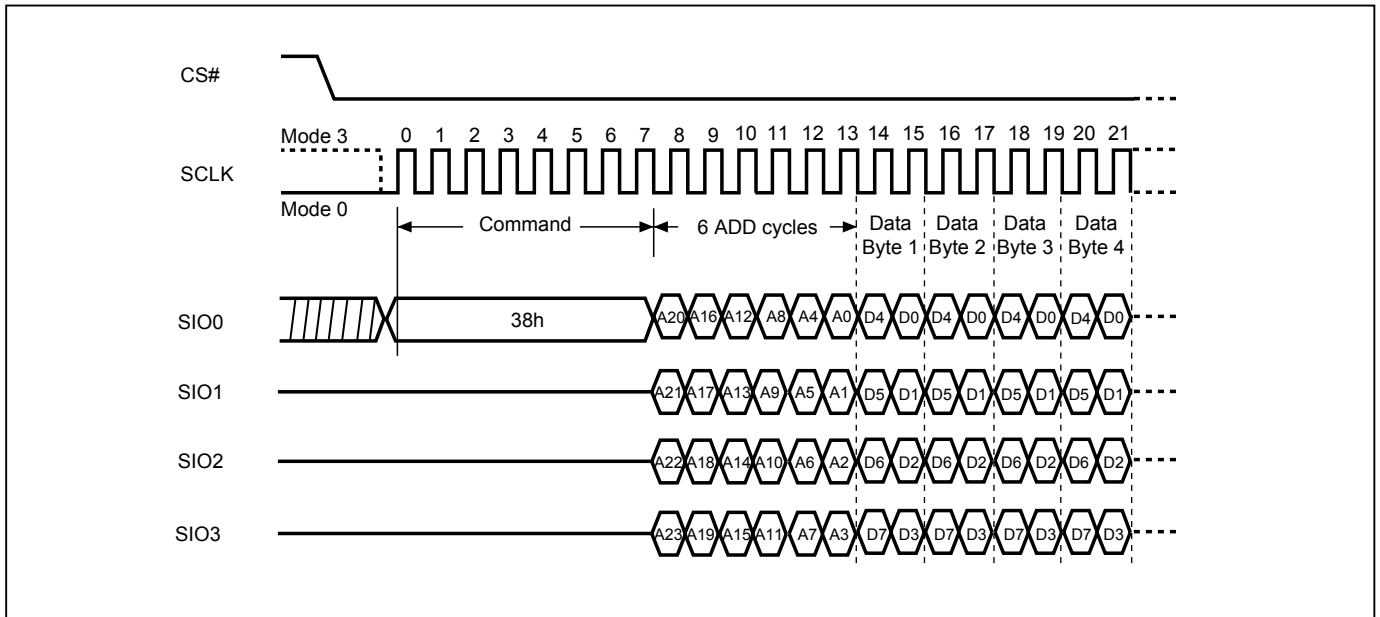 CS#
Mode 3
0 1 2 3 4 5 6 7 8 9 10 11 12 13 14 15 16 17 18 19 20 21
SCLK
Mode 0
Command
6 ADD cycles
Data Byte 1
Data Byte 2
Data Byte 3
Data Byte 4
SIO0
38h
A20 A16 A12 A8 A4 A0 D4 D0 D4 D0 D4 D0 D4 D0
SIO1
A21 A17 A13 A9 A5 A1 D5 D1 D5 D1 D5 D1 D5 D1
SIO2
A22 A18 A14 A10 A6 A2 D6 D2 D6 D2 D6 D2 D6 D2
SIO3
A23 A19 A15 A11 A7 A3 D7 D3 D7 D3 D7 D3 D7 D3